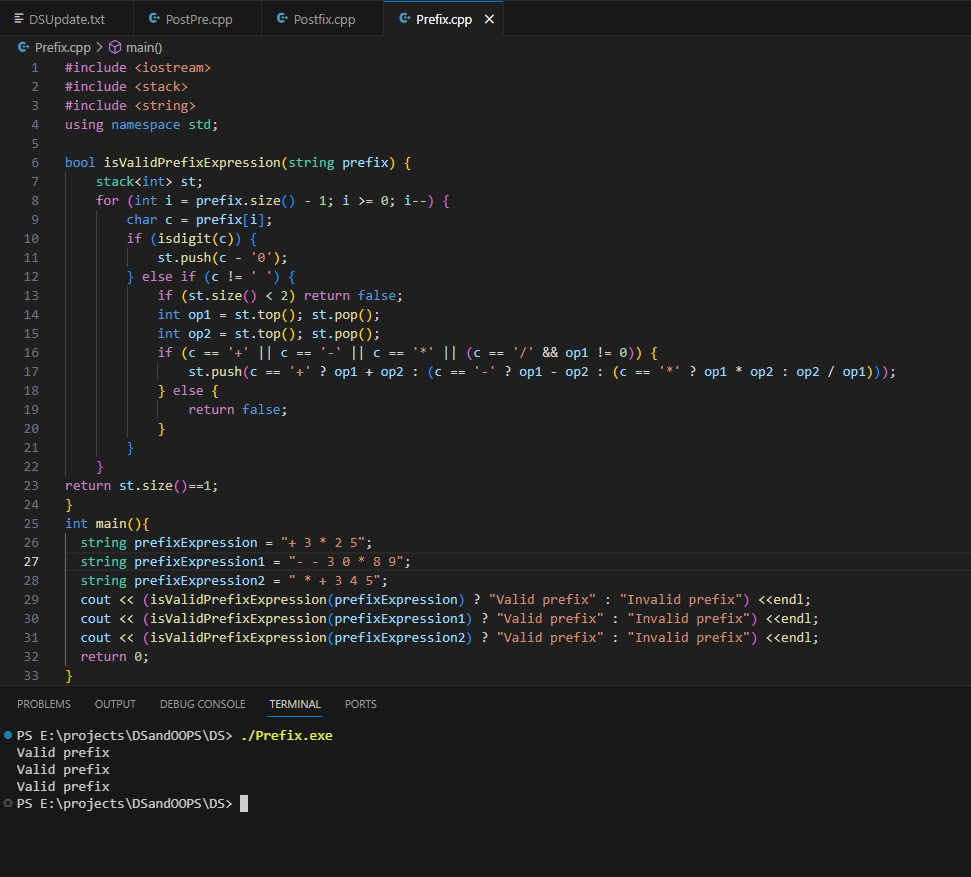 DSUpdate.txt PostPre.cpp Postfix.cpp Prefix.cpp
Prefix.cpp > main()
1 #include <iostream>
2 #include <stack>
3 #include <string>
4 using namespace std;
5
6 bool isValidPrefixExpression(string prefix) {
7     stack<int> st;
8     for (int i = prefix.size() - 1; i >= 0; i--) {
9         char c = prefix[i];
10         if (isdigit(c)) {
11             st.push(c - '0');
12         } else if (c != ' ') {
13             if (st.size() < 2) return false;
14             int op1 = st.top(); st.pop();
15             int op2 = st.top(); st.pop();
16             if (c == '+' || c == '-' || c == '*' || (c == '/' && op1 != 0)) {
17                 st.push(c == '+' ? op1 + op2 : (c == '-' ? op1 - op2 : (c == '*' ? op1 * op2 : op2 / op1)));
18             } else {
19                 return false;
20             }
21         }
22     }
23 return st.size()==1;
24 }
25 int main(){
26   string prefixExpression = "+ 3 * 2 5";
27   string prefixExpression1 = "- - 3 0 * 8 9";
28   string prefixExpression2 = " * + 3 4 5";
29   cout << (isValidPrefixExpression(prefixExpression) ? "Valid prefix" : "Invalid prefix") <<endl;
30   cout << (isValidPrefixExpression(prefixExpression1) ? "Valid prefix" : "Invalid prefix") <<endl;
31   cout << (isValidPrefixExpression(prefixExpression2) ? "Valid prefix" : "Invalid prefix") <<endl;
32   return 0;
33 }
PROBLEMS OUTPUT DEBUG CONSOLE TERMINAL PORTS
PS E:\projects\DSandOOPS\DS> ./Prefix.exe
Valid prefix
Valid prefix
Valid prefix
PS E:\projects\DSandOOPS\DS>